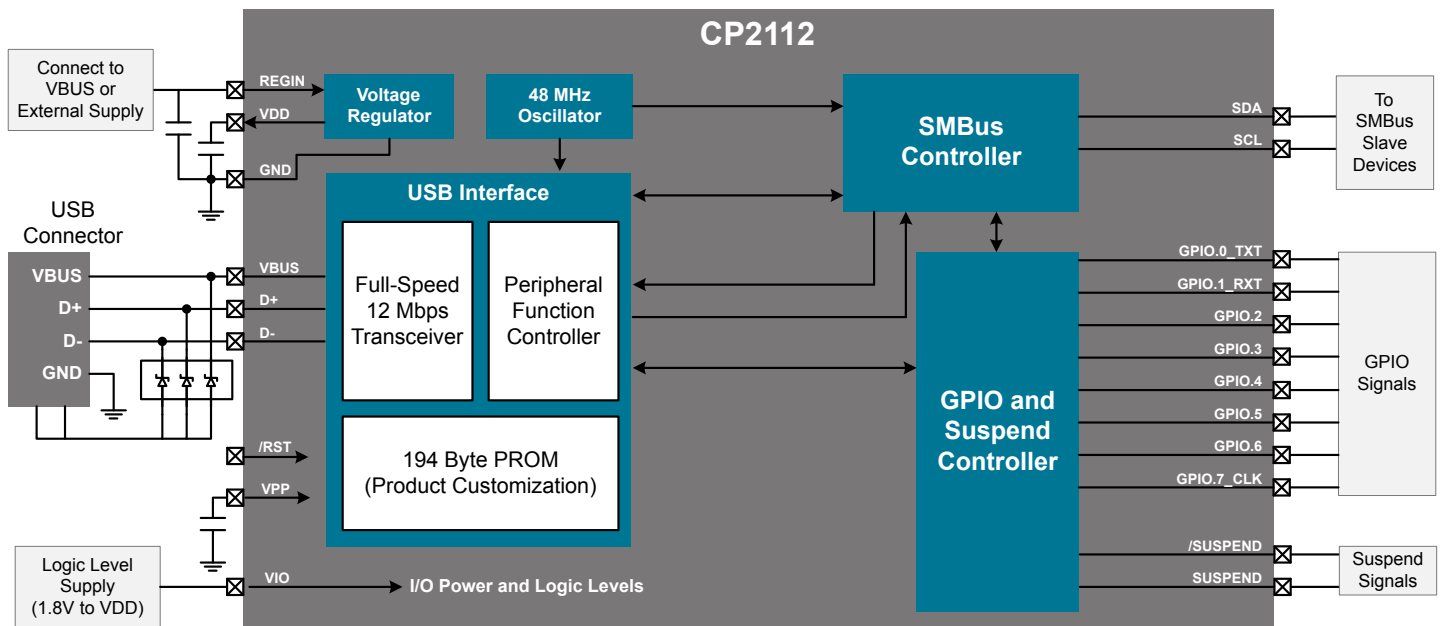 CP2112
Connect to
VBUS or
External Supply
REGIN
VDD
GND
Voltage
Regulator
48 MHz
Oscillator
SMBus
Controller
SDA
SCL
To
SMBus
Slave
Devices
USB
Connector
VBUS
D+
D-
GND
VBUS
D+
D-
USB Interface
Full-Speed
12 Mbps
Transceiver
Peripheral
Function
Controller
194 Byte PROM
(Product Customization)
/RST
VPP
GPIO and
Suspend
Controller
GPIO.0_TXT
GPIO.1_RXT
GPIO.2
GPIO.3
GPIO.4
GPIO.5
GPIO.6
GPIO.7_CLK
GPIO
Signals
/SUSPEND
SUSPEND
Suspend
Signals
Logic Level
Supply
(1.8V to VDD)
VIO
I/O Power and Logic Levels